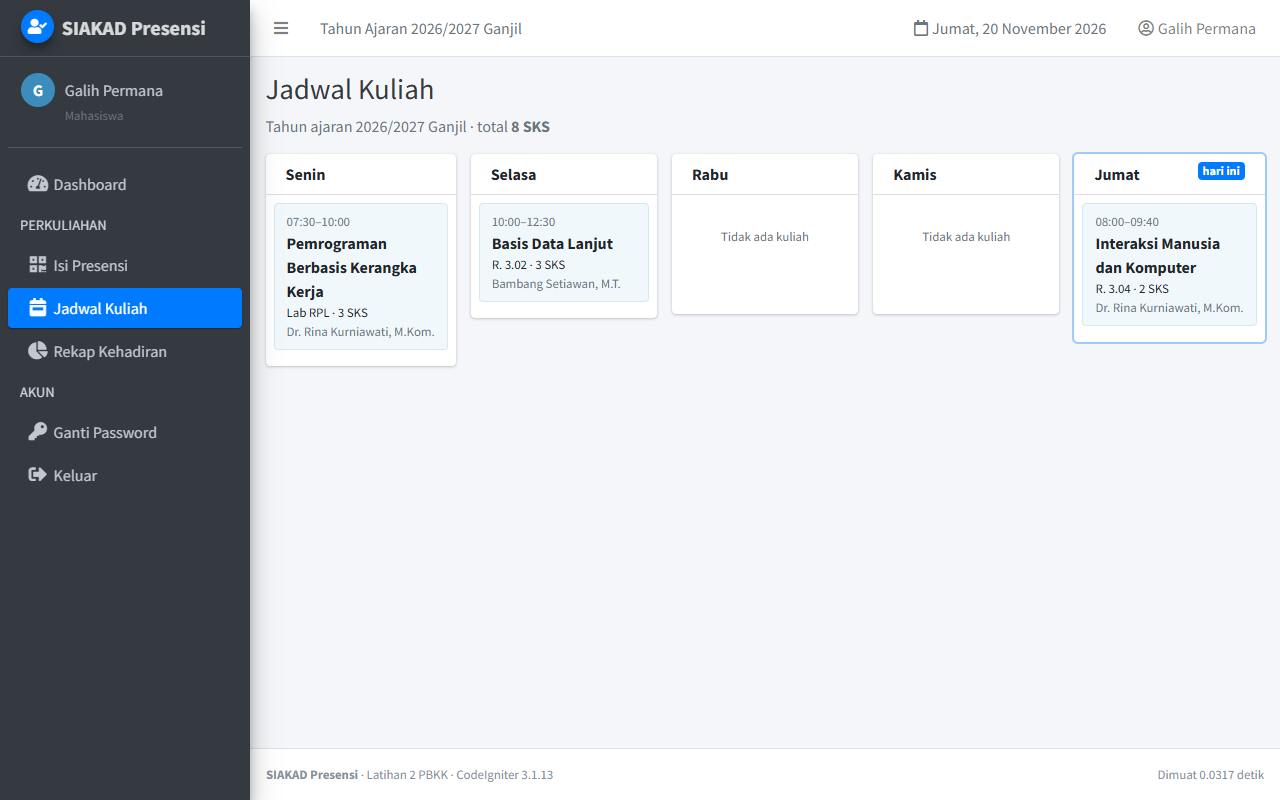 SIAKAD Presensi
Tahun Ajaran 2026/2027 Ganjil
Jumat, 20 November 2026
Galih Permana
G
Galih Permana
Mahasiswa
Dashboard
PERKULIAHAN
Isi Presensi
Jadwal Kuliah
Rekap Kehadiran
AKUN
Ganti Password
Keluar
Jadwal Kuliah
Tahun ajaran 2026/2027 Ganjil · total 8 SKS
Senin
07:30–10:00
Pemrograman
Berbasis Kerangka
Kerja
Lab RPL · 3 SKS
Dr. Rina Kurniawati, M.Kom.
Selasa
10:00–12:30
Basis Data Lanjut
R. 3.02 · 3 SKS
Bambang Setiawan, M.T.
Rabu
Tidak ada kuliah
Kamis
Tidak ada kuliah
Jumat
hari ini
08:00–09:40
Interaksi Manusia
dan Komputer
R. 3.04 · 2 SKS
Dr. Rina Kurniawati, M.Kom.
SIAKAD Presensi · Latihan 2 PBKK · CodeIgniter 3.1.13
Dimuat 0.0317 detik